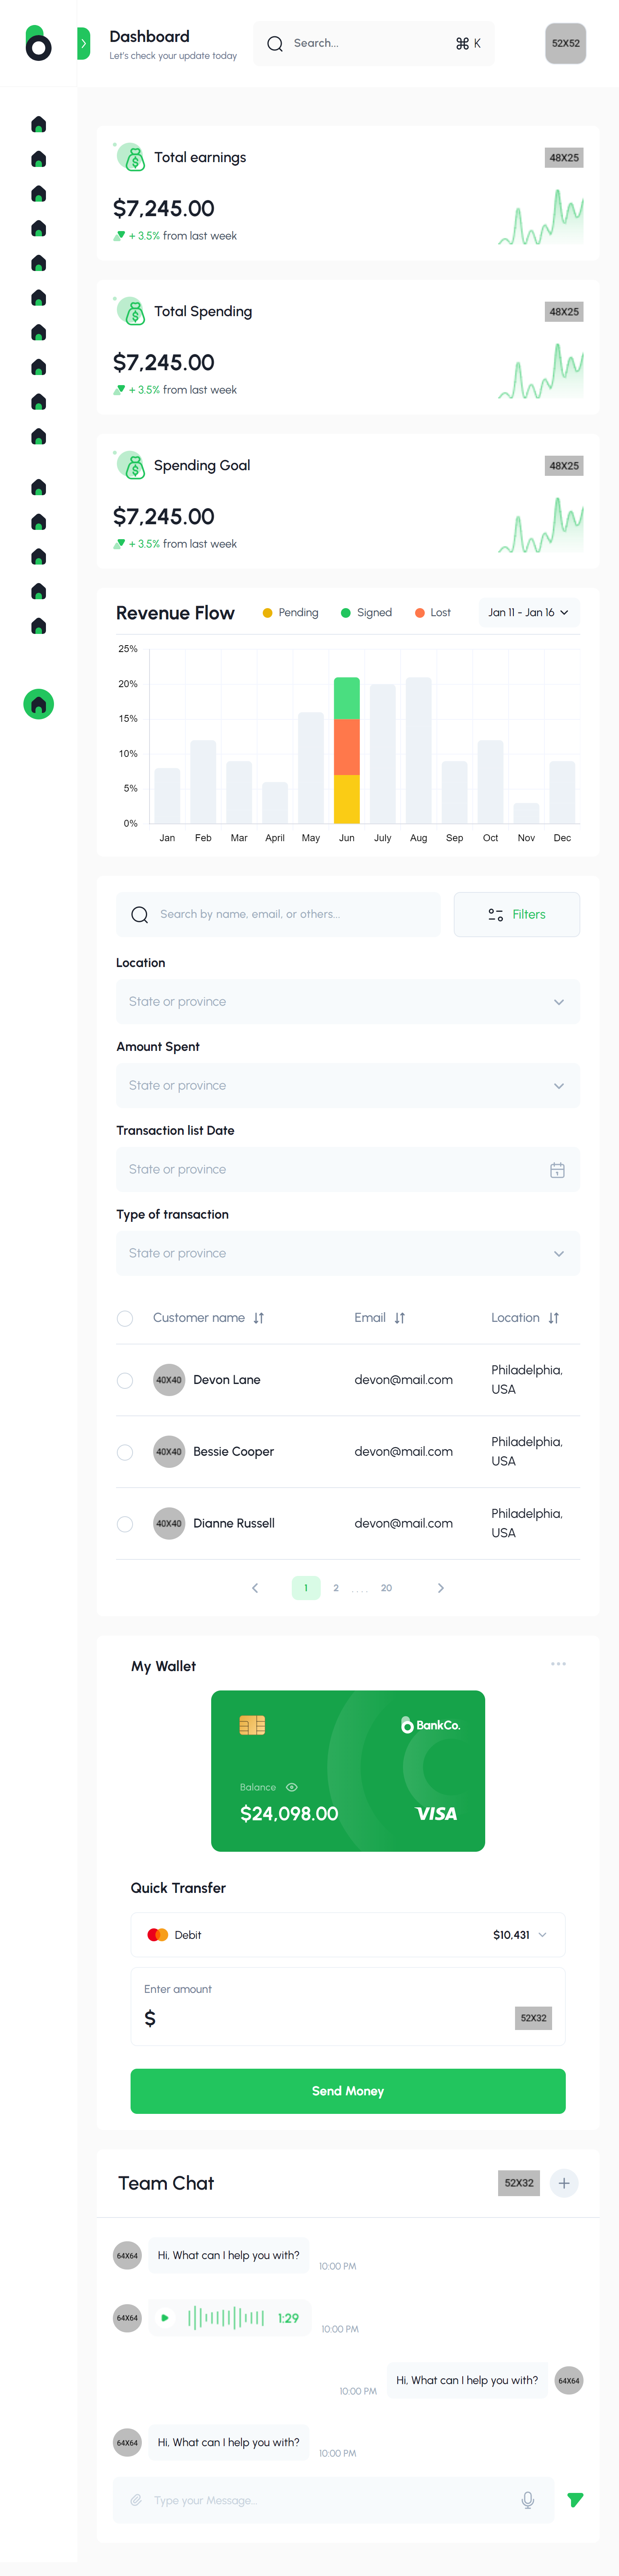 Dashboard
Let's check your update today
Search...
⌘ K
52X52
Total earnings
48X25
$7,245.00
+ 3.5% from last week
Total Spending
48X25
$7,245.00
+ 3.5% from last week
Spending Goal
48X25
$7,245.00
+ 3.5% from last week
Revenue Flow
Pending
Signed
Lost
Jan 11 - Jan 16
25%
20%
15%
10%
5%
0%
Jan Feb Mar April May Jun July Aug Sep Oct Nov Dec
Search by name, email, or others...
Filters
Location
State or province
Amount Spent
State or province
Transaction list Date
State or province
Type of transaction
State or province
Customer name Email Location
40X40 Devon Lane devon@mail.com Philadelphia,
USA
40X40 Bessie Cooper devon@mail.com Philadelphia,
USA
40X40 Dianne Russell devon@mail.com Philadelphia,
USA
1 2 .... 20
My Wallet
BankCo.
Balance
$24,098.00
VISA
Quick Transfer
Debit $10,431
Enter amount
$
52X32
Send Money
Team Chat
52X32
64X64 Hi, What can I help you with? 10:00 PM
64X64 1:29 10:00 PM
10:00 PM Hi, What can I help you with? 64X64
64X64 Hi, What can I help you with? 10:00 PM
Type your Message...